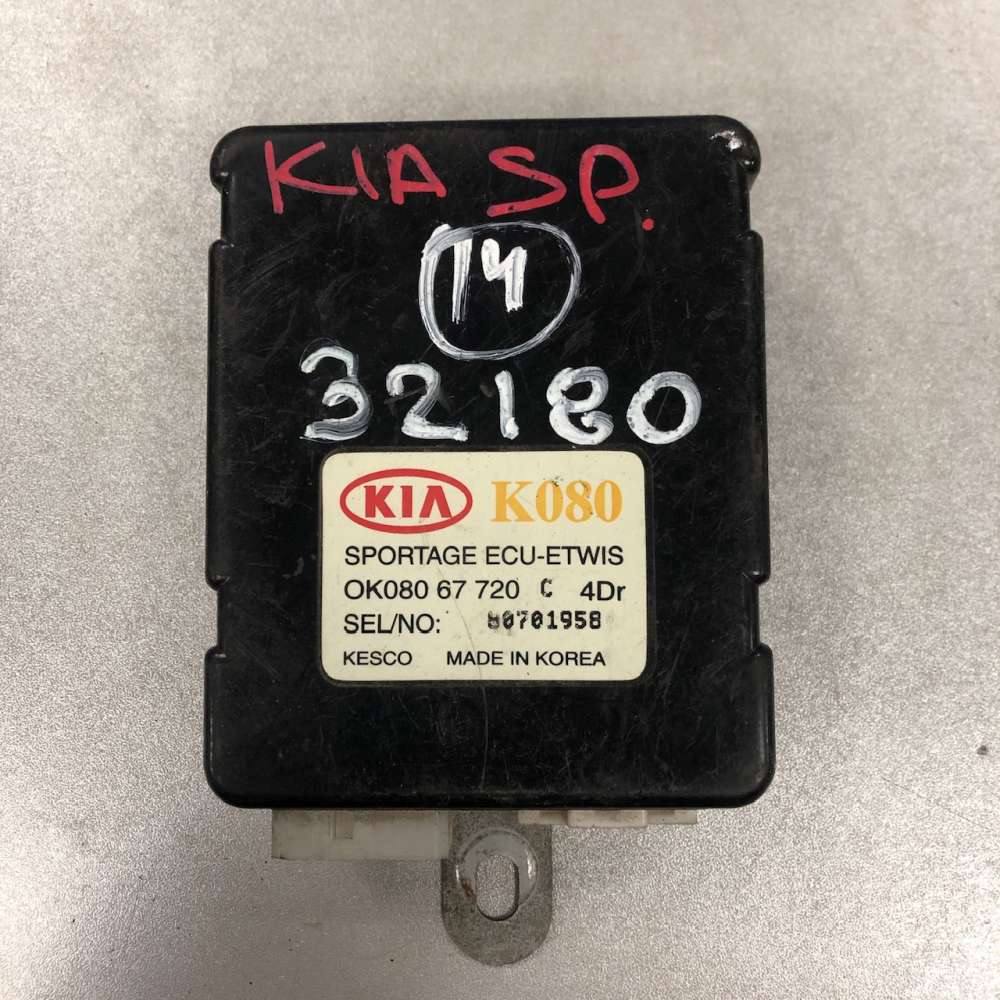 KIA SP.
14
32180
KIA K080
SPORTAGE ECU-ETWIS
OK080 67 720 C 4Dr
SEL/NO:
KESCO MADE IN KOREA